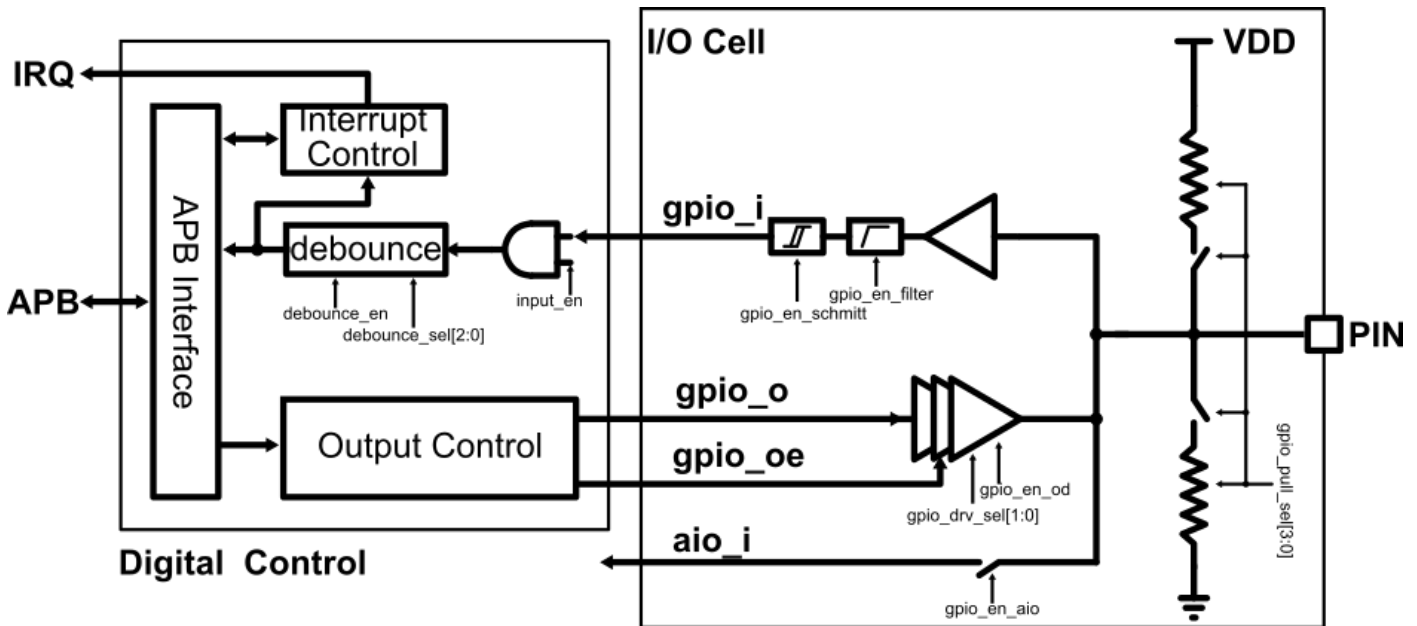 I/O Cell
VDD
IRQ
Interrupt
Control
APB Interface
gpio_i
debounce
input_en
gpio_en_filter
gpio_en_schmitt
debounce_en
debounce_sel[2:0]
APB
PIN
gpio_o
Output Control
gpio_oe
gpio_en_od
gpio_drv_sel[1:0]
gpio_pull_sel[3:0]
aio_i
Digital Control
gpio_en_aio